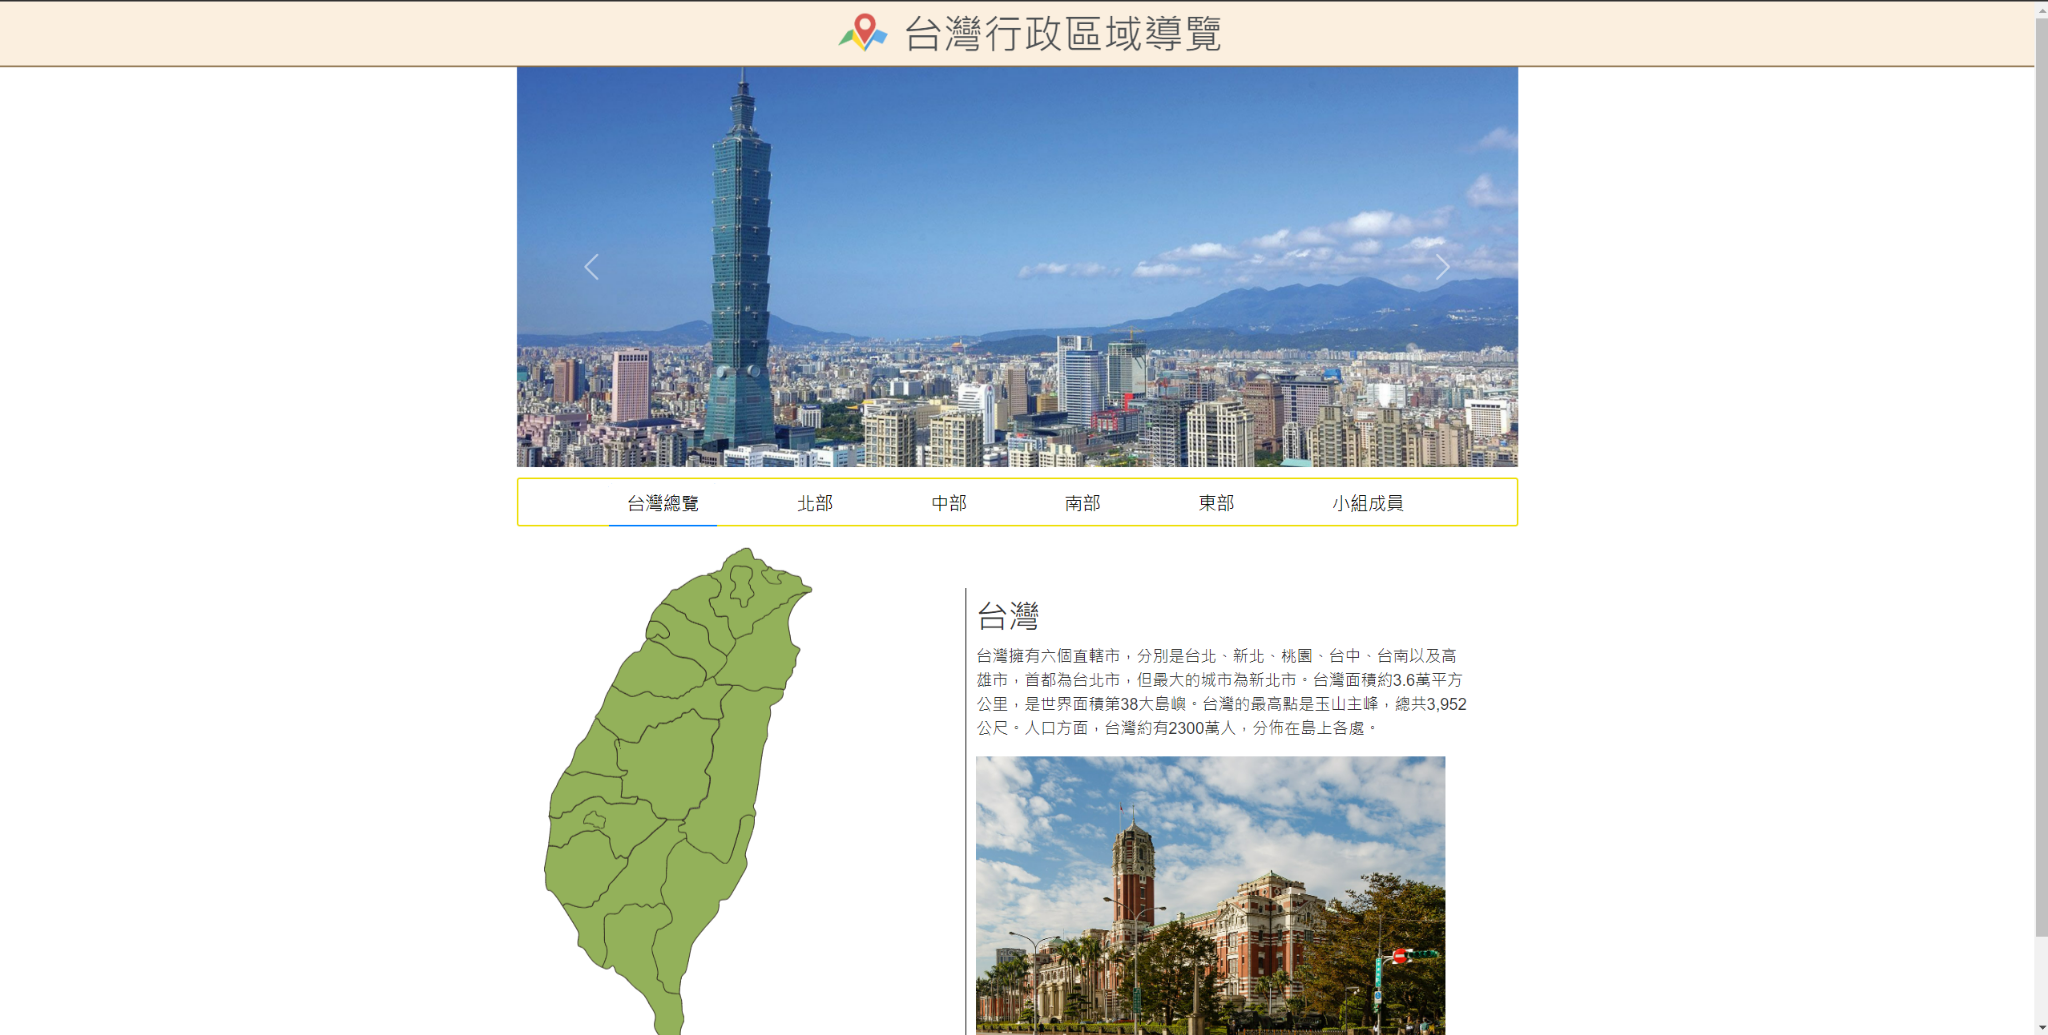 台灣行政區域導覽
台灣總覽
北部
中部
南部
東部
小組成員
台灣
台灣擁有六個直轄市，分別是台北、新北、桃園、台中、台南以及高
雄市，首都為台北市，但最大的城市為新北市。台灣面積約3.6萬平方
公里，是世界面積第38大島嶼。台灣的最高點是玉山主峰，總共3,952
公尺。人口方面，台灣約有2300萬人，分佈在島上各處。